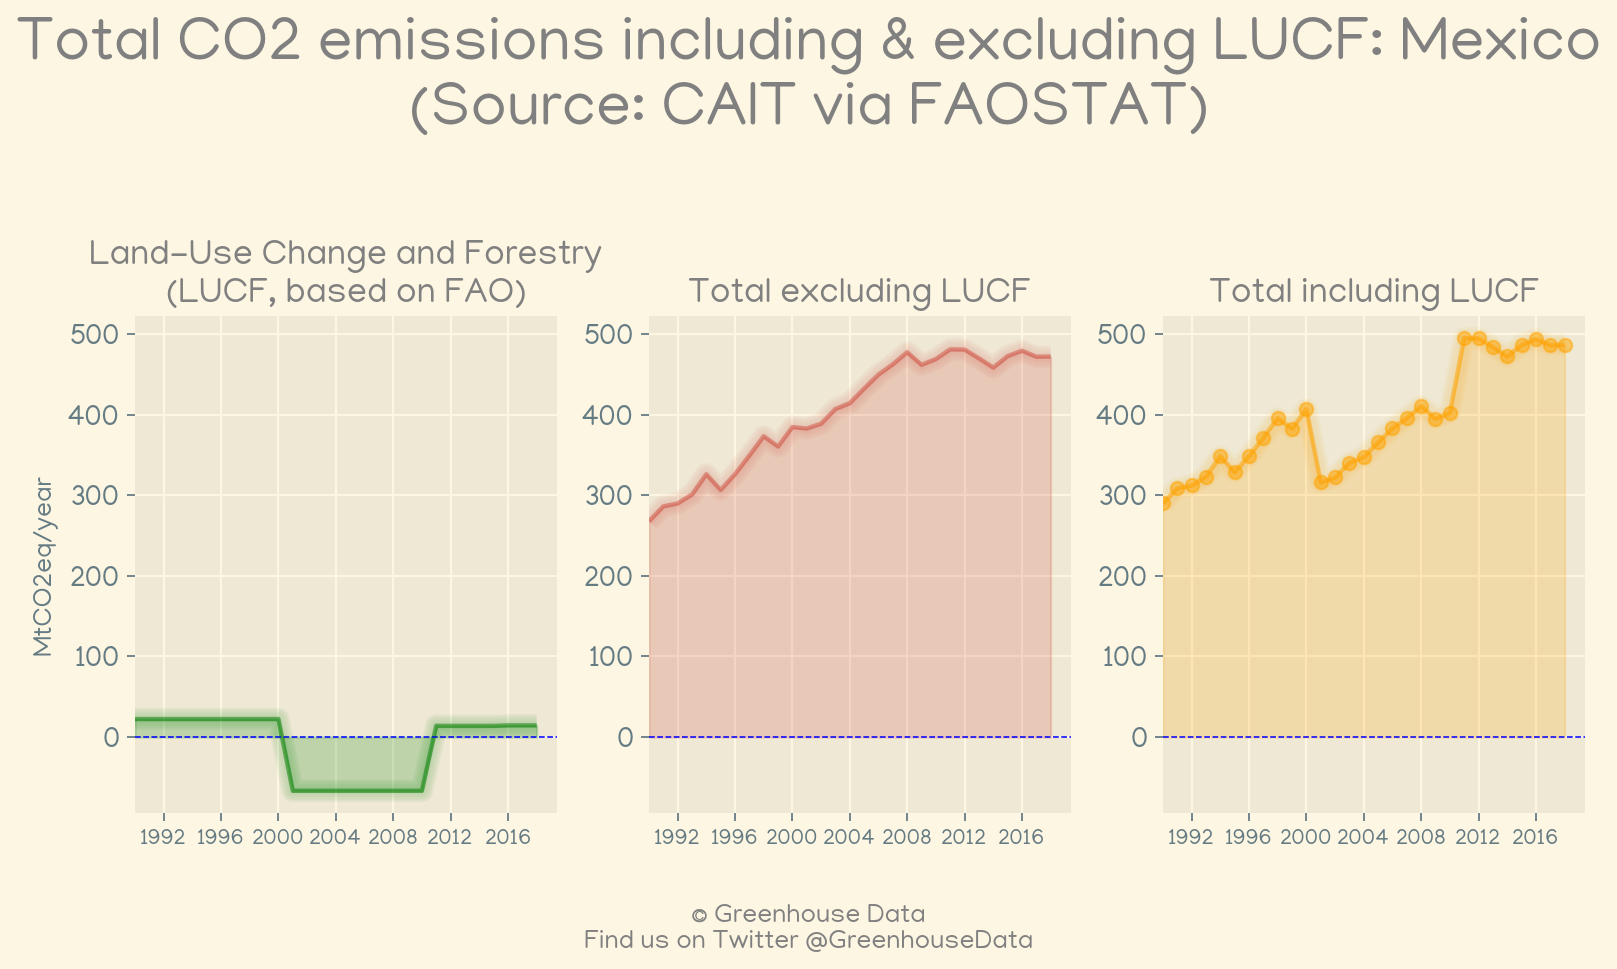 Total CO2 emissions including & excluding LUCF: Mexico
(Source: CAIT via FAOSTAT)
Land-Use Change and Forestry
(LUCF, based on FAO)
MtCO2eq/year
500
400
300
200
100
0
1992 1996 2000 2004 2008 2012 2016
Total excluding LUCF
500
400
300
200
100
0
1992 1996 2000 2004 2008 2012 2016
Total including LUCF
500
400
300
200
100
0
1992 1996 2000 2004 2008 2012 2016
© Greenhouse Data
Find us on Twitter @GreenhouseData